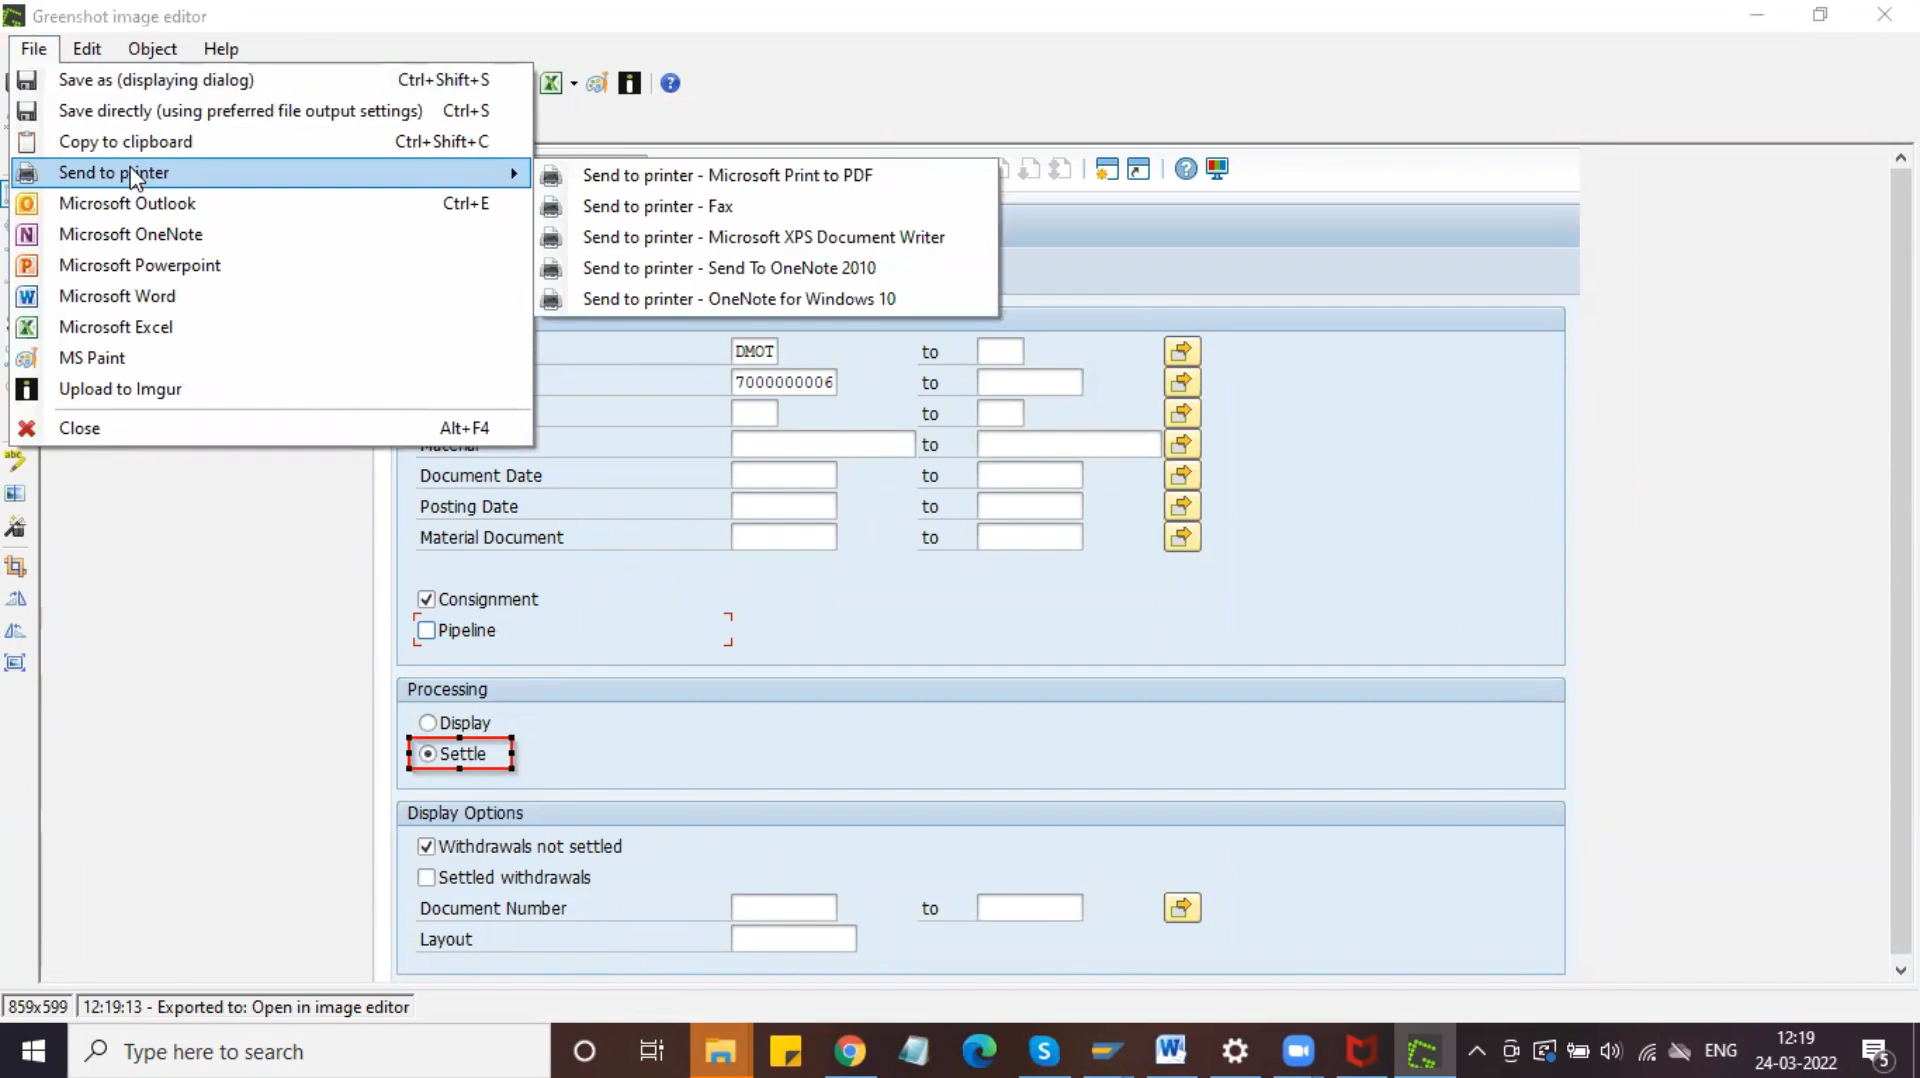 Greenshot image editor
File Edit Object Help
Save as (displaying dialog) Ctrl+Shift+S
Save directly (using preferred file output settings) Ctrl+S
Copy to clipboard Ctrl+Shift+C
Send to printer
Microsoft Outlook Ctrl+E
Microsoft OneNote
Microsoft Powerpoint
Microsoft Word
Microsoft Excel
MS Paint
Upload to Imgur
Close Alt+F4
Send to printer - Microsoft Print to PDF
Send to printer - Fax
Send to printer - Microsoft XPS Document Writer
Send to printer - Send To OneNote 2010
Send to printer - OneNote for Windows 10
DMOT to
7000000006 to
to
Material to
Document Date to
Posting Date to
Material Document to
Consignment
Pipeline
Processing
Display
Settle
Display Options
Withdrawals not settled
Settled withdrawals
Document Number to
Layout
859x599 12:19:13 - Exported to: Open in image editor
Type here to search
ENG
12:19
24-03-2022
5